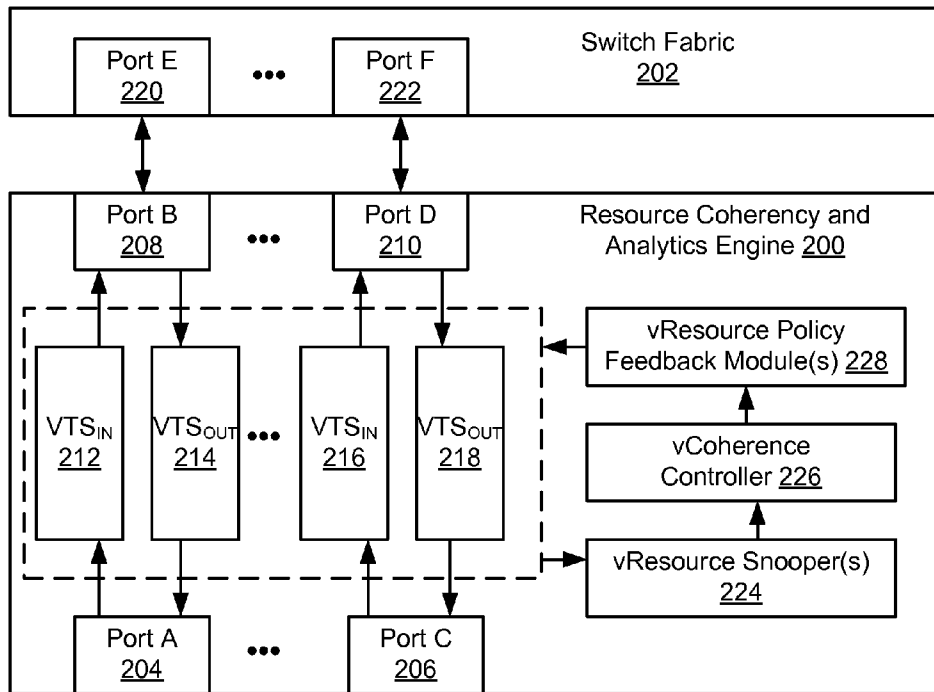 Port E
220
•••
Port F
222
Switch Fabric
202
Port B
208
•••
Port D
210
Resource Coherency and
Analytics Engine 200
VTSIN
212
VTSOUT
214
•••
VTSIN
216
VTSOUT
218
vResource Policy
Feedback Module(s) 228
vCoherence
Controller 226
vResource Snooper(s)
224
Port A
204
•••
Port C
206